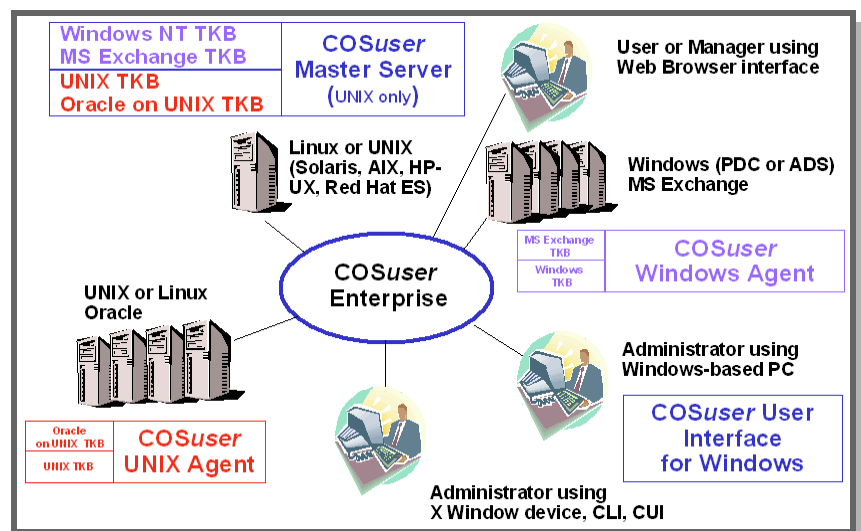 Windows NT TKB
MS Exchange TKB
UNIX TKB
Oracle on UNIX TKB
COSuser
Master Server
(UNIX only)
User or Manager using
Web Browser interface
Linux or UNIX
(Solaris, AIX, HP-
UX, Red Hat ES)
Windows (PDC or ADS)
MS Exchange
MS Exchange
TKB
Windows
TKB
COSuser
Windows Agent
COSuser
Enterprise
UNIX or Linux
Oracle
Administrator using
Windows-based PC
Oracle
on UNIX TKB
UNIX TKB
COSuser
UNIX Agent
COSuser User
Interface
for Windows
Administrator using
X Window device, CLI, CUI